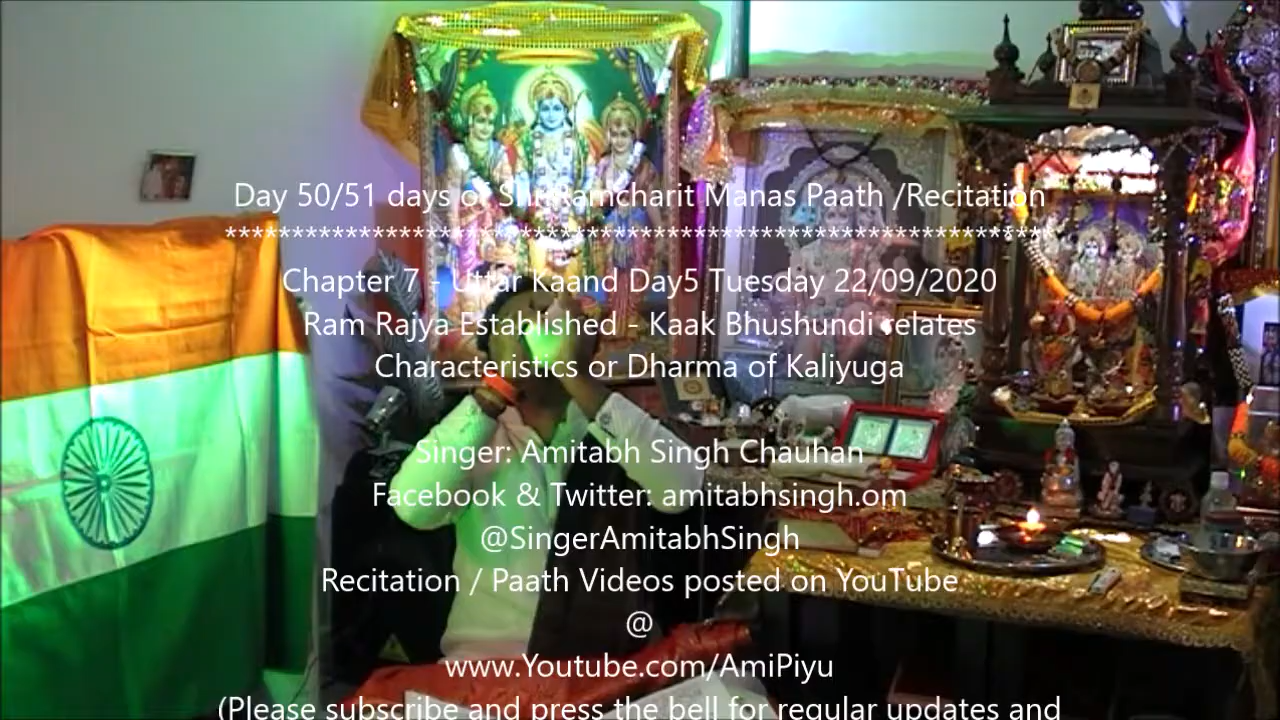 Day 50/51 days of Shri Ramcharit Manas Paath /Recitation
**************************************************************
Chapter 7 - Uttar Kaand Day5 Tuesday 22/09/2020
Ram Rajya Established - Kaak Bhushundi relates
Characteristics or Dharma of Kaliyuga
Singer: Amitabh Singh Chauhan
Facebook & Twitter: amitabhsingh.om
@SingerAmitabhSingh
Recitation / Paath Videos posted on YouTube
@
www.Youtube.com/AmiPiyu
(Please subscribe and press the bell for regular updates and